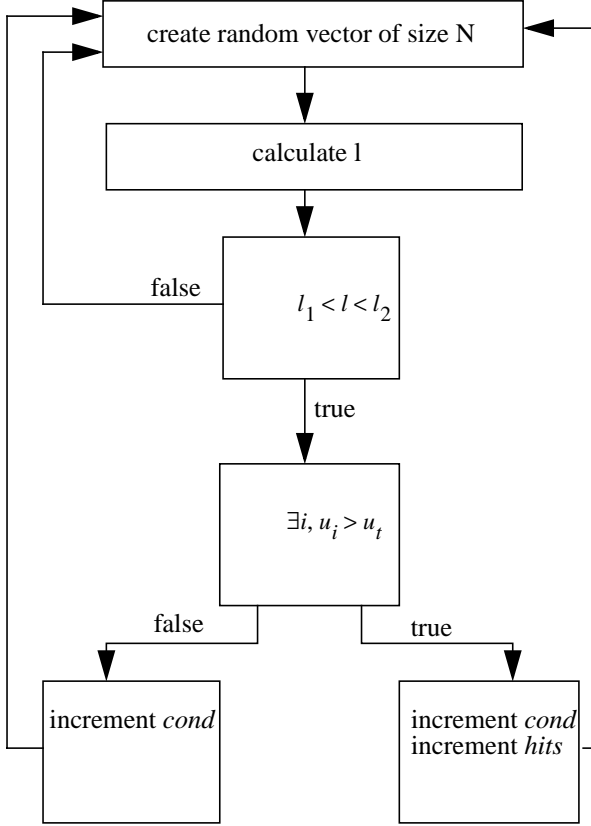 create random vector of size N
calculate l
false
l₁ < l < l₂
true
∃i, uᵢ > uₜ
false
true
increment cond
increment cond
increment hits